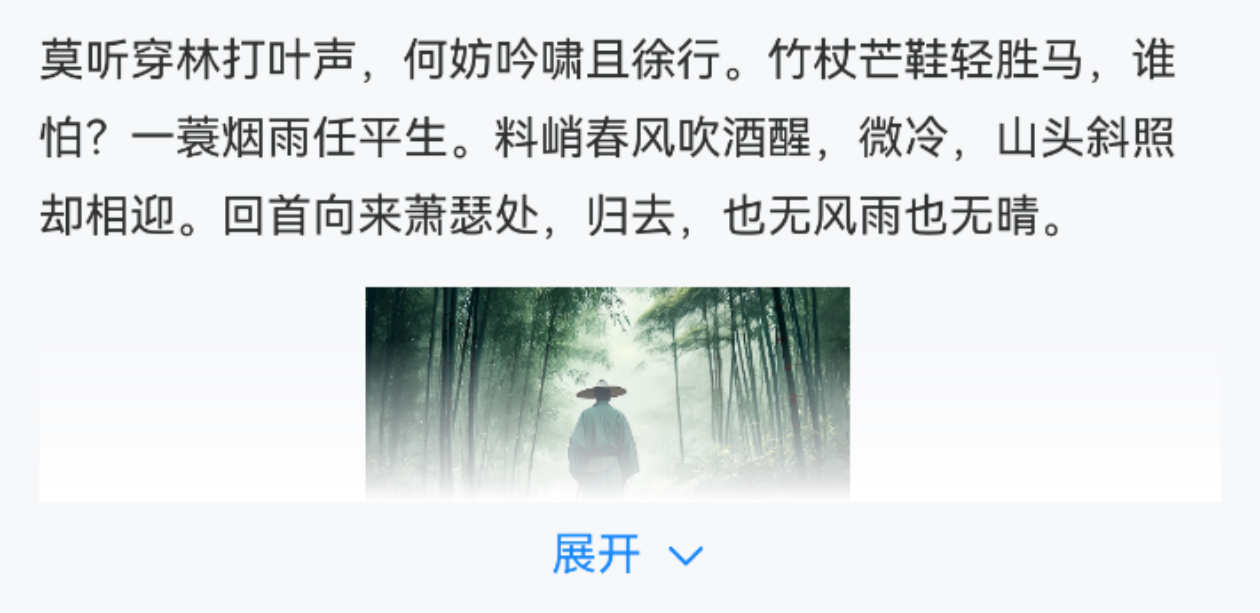 莫听穿林打叶声，何妨吟啸且徐行。竹杖芒鞋轻胜马，谁
怕？一蓑烟雨任平生。料峭春风吹酒醒，微冷，山头斜照
却相迎。回首向来萧瑟处，归去，也无风雨也无晴。
展开